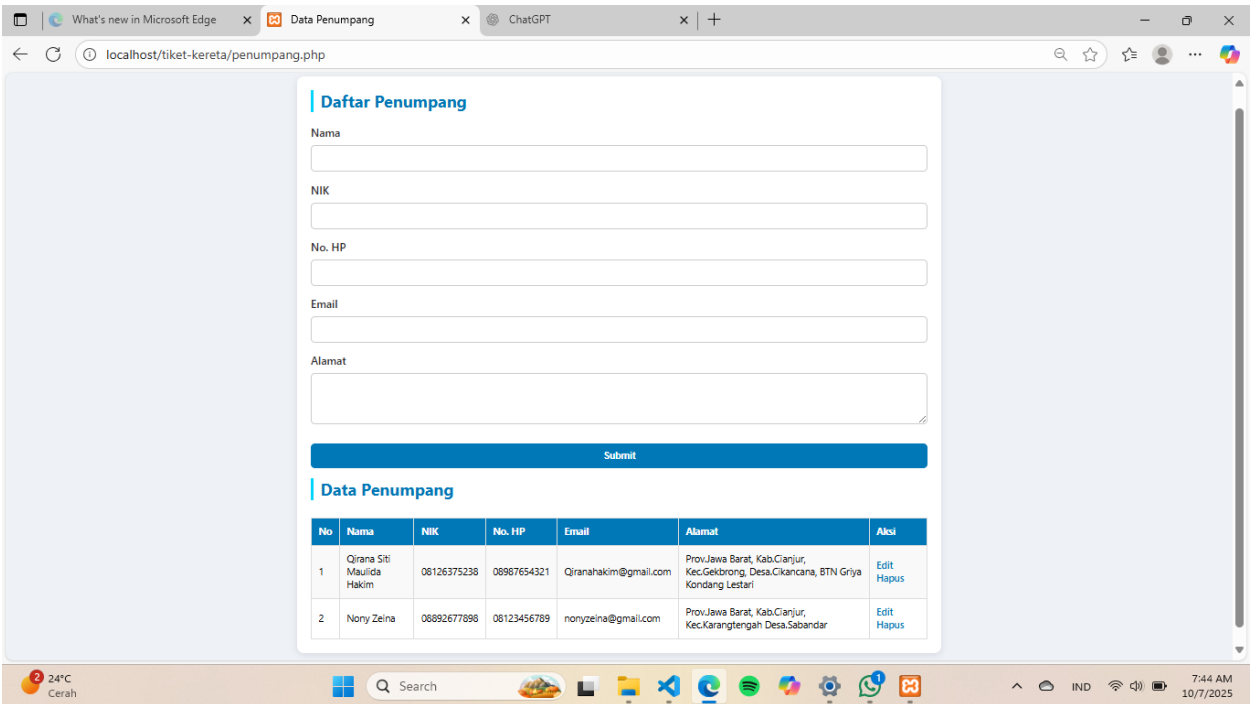 What's new in Microsoft Edge
Data Penumpang
ChatGPT
localhost/tiket-kereta/penumpang.php
Daftar Penumpang
Nama
NIK
No. HP
Email
Alamat
Submit
Data Penumpang
No Nama NIK No. HP Email Alamat Aksi
1 Qirana Siti Maulida Hakim 08126375238 08987654321 Qiranahakim@gmail.com Prov.Jawa Barat, Kab.Cianjur, Kec.Gekbrong, Desa.Cikancana, BTN Griya Kondang Lestari Edit Hapus
2 Nony Zeina 08892677898 08123456789 nonyzeina@gmail.com Prov.Jawa Barat, Kab.Cianjur, Kec.Karangtengah Desa.Sabandar Edit Hapus
2
24°C
Cerah
Search
1
IND
7:44 AM
10/7/2025